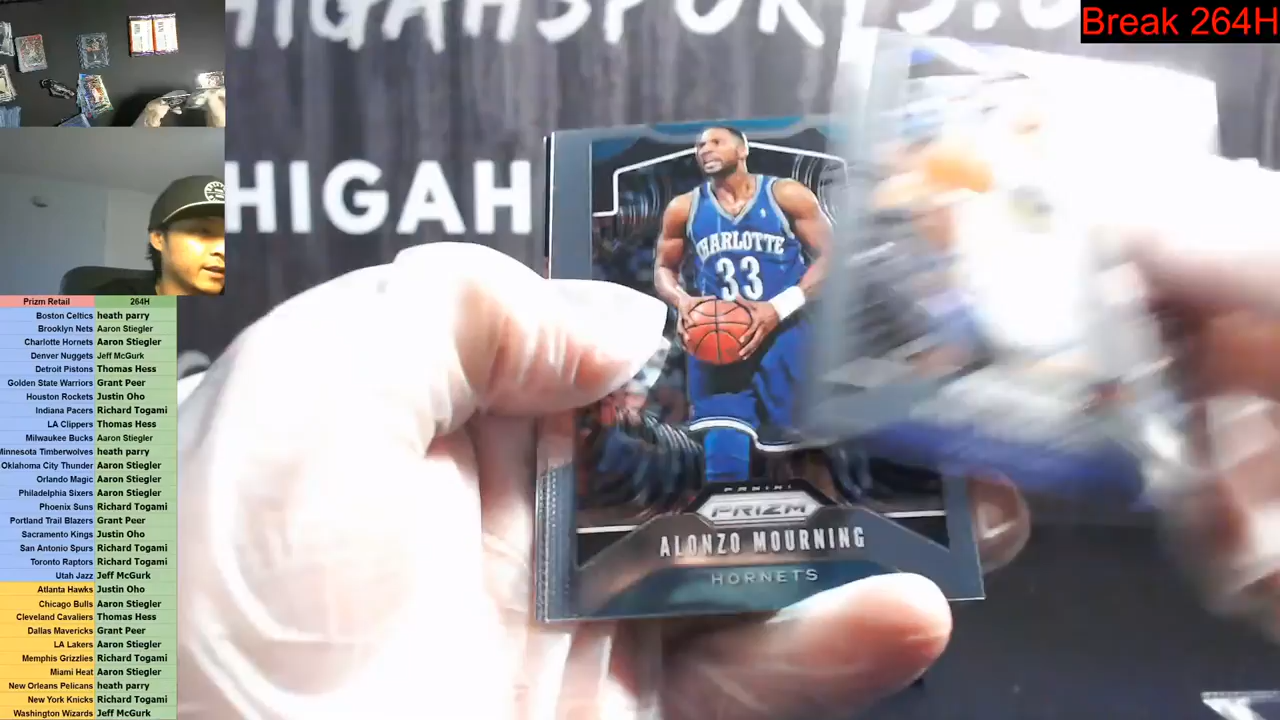 HIGAHSPORTS.
Break 264H
HIGAH
CHARLOTTE
33
PANINI
PRIZM
ALONZO MOURNING
HORNETS
Prizm Retail 264H
Boston Celtics heath parry
Brooklyn Nets Aaron Stiegler
Charlotte Hornets Aaron Stiegler
Denver Nuggets Jeff McGurk
Detroit Pistons Thomas Hess
Golden State Warriors Grant Peer
Houston Rockets Justin Oho
Indiana Pacers Richard Togami
LA Clippers Thomas Hess
Milwaukee Bucks Aaron Stiegler
Minnesota Timberwolves heath parry
Oklahoma City Thunder Aaron Stiegler
Orlando Magic Aaron Stiegler
Philadelphia Sixers Aaron Stiegler
Phoenix Suns Richard Togami
Portland Trail Blazers Grant Peer
Sacramento Kings Justin Oho
San Antonio Spurs Richard Togami
Toronto Raptors Richard Togami
Utah Jazz Jeff McGurk
Atlanta Hawks Justin Oho
Chicago Bulls Aaron Stiegler
Cleveland Cavaliers Thomas Hess
Dallas Mavericks Grant Peer
LA Lakers Aaron Stiegler
Memphis Grizzlies Richard Togami
Miami Heat Aaron Stiegler
New Orleans Pelicans heath parry
New York Knicks Richard Togami
Washington Wizards Jeff McGurk